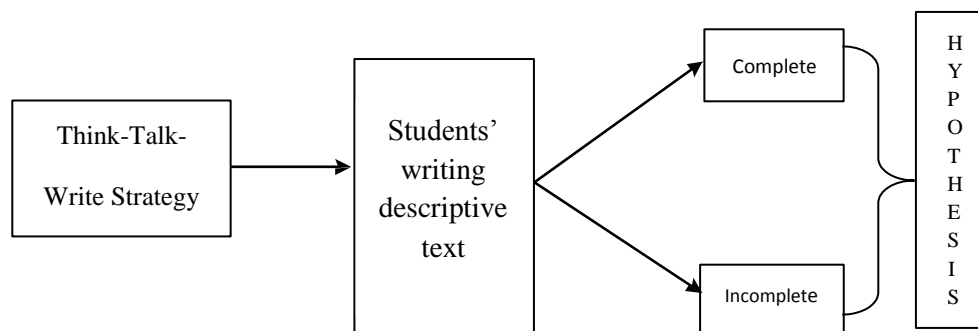 Think-Talk-
Write Strategy
Students’
writing
descriptive
text
Complete
Incomplete
H
Y
P
O
T
H
E
S
I
S